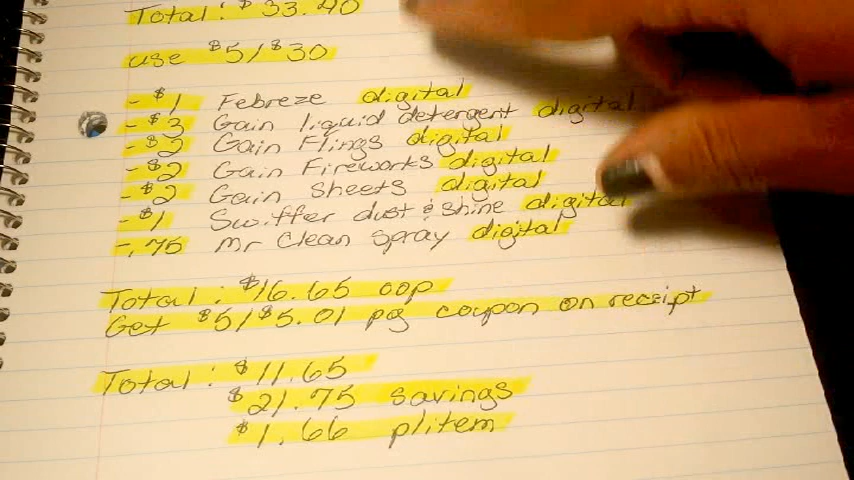 Total: $33.40
use $5/$30
- $1 Febreze digital
- $3 Gain liquid detergent digital
- $2 Gain Flings digital
- $2 Gain Fireworks digital
- $2 Gain Sheets digital
- $1 Swiffer dust & shine digital
- .75 Mr Clean Spray digital
Total: $16.65 oop
Get $5/$5.01 pg coupon on receipt
Total: $11.65
$21.75 savings
$1.66 p/item